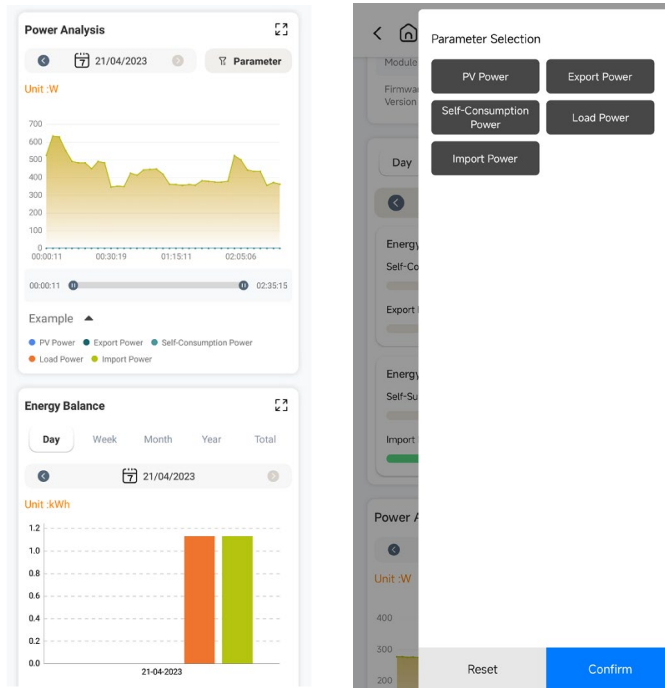 Power Analysis
7
21/04/2023
Parameter
Unit :W
700
600
500
400
300
200
100
0
00:00:11
00:30:19
01:15:11
02:05:06
00:00:11
02:35:15
Example
PV Power
Export Power
Self-Consumption Power
Load Power
Import Power
Energy Balance
Day
Week
Month
Year
Total
7
21/04/2023
Unit :kWh
1.2
1.0
0.8
0.6
0.4
0.2
0.0
21-04-2023
Module
Firmwa
Version
Day
Energy
Self-Co
Export
Energy
Self-Su
Import
Power A
Unit :W
400
300
200
Parameter Selection
PV Power
Export Power
Self-Consumption
Power
Load Power
Import Power
Reset
Confirm